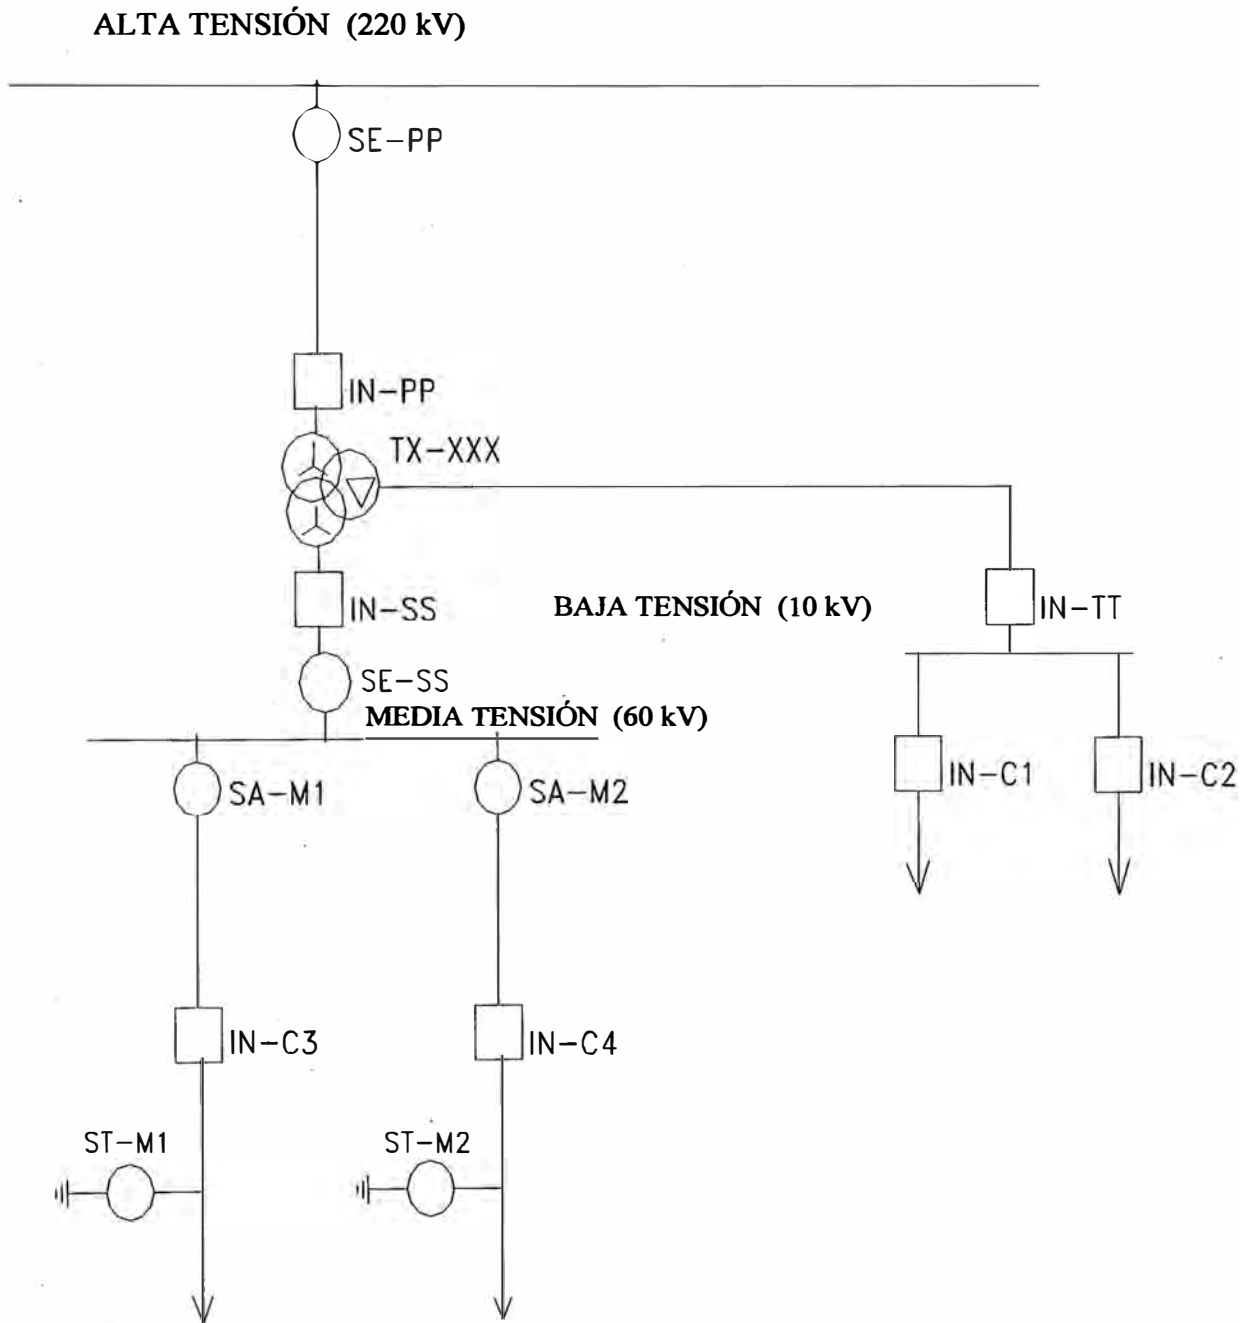 ALTA TENSIÓN (220 kV)
SE-PP
IN-PP
TX-XXX
IN-SS
BAJA TENSIÓN (10 kV)
IN-TT
SE-SS
MEDIA TENSIÓN (60 kV)
SA-M1
SA-M2
IN-C1
IN-C2
IN-C3
IN-C4
ST-M1
ST-M2